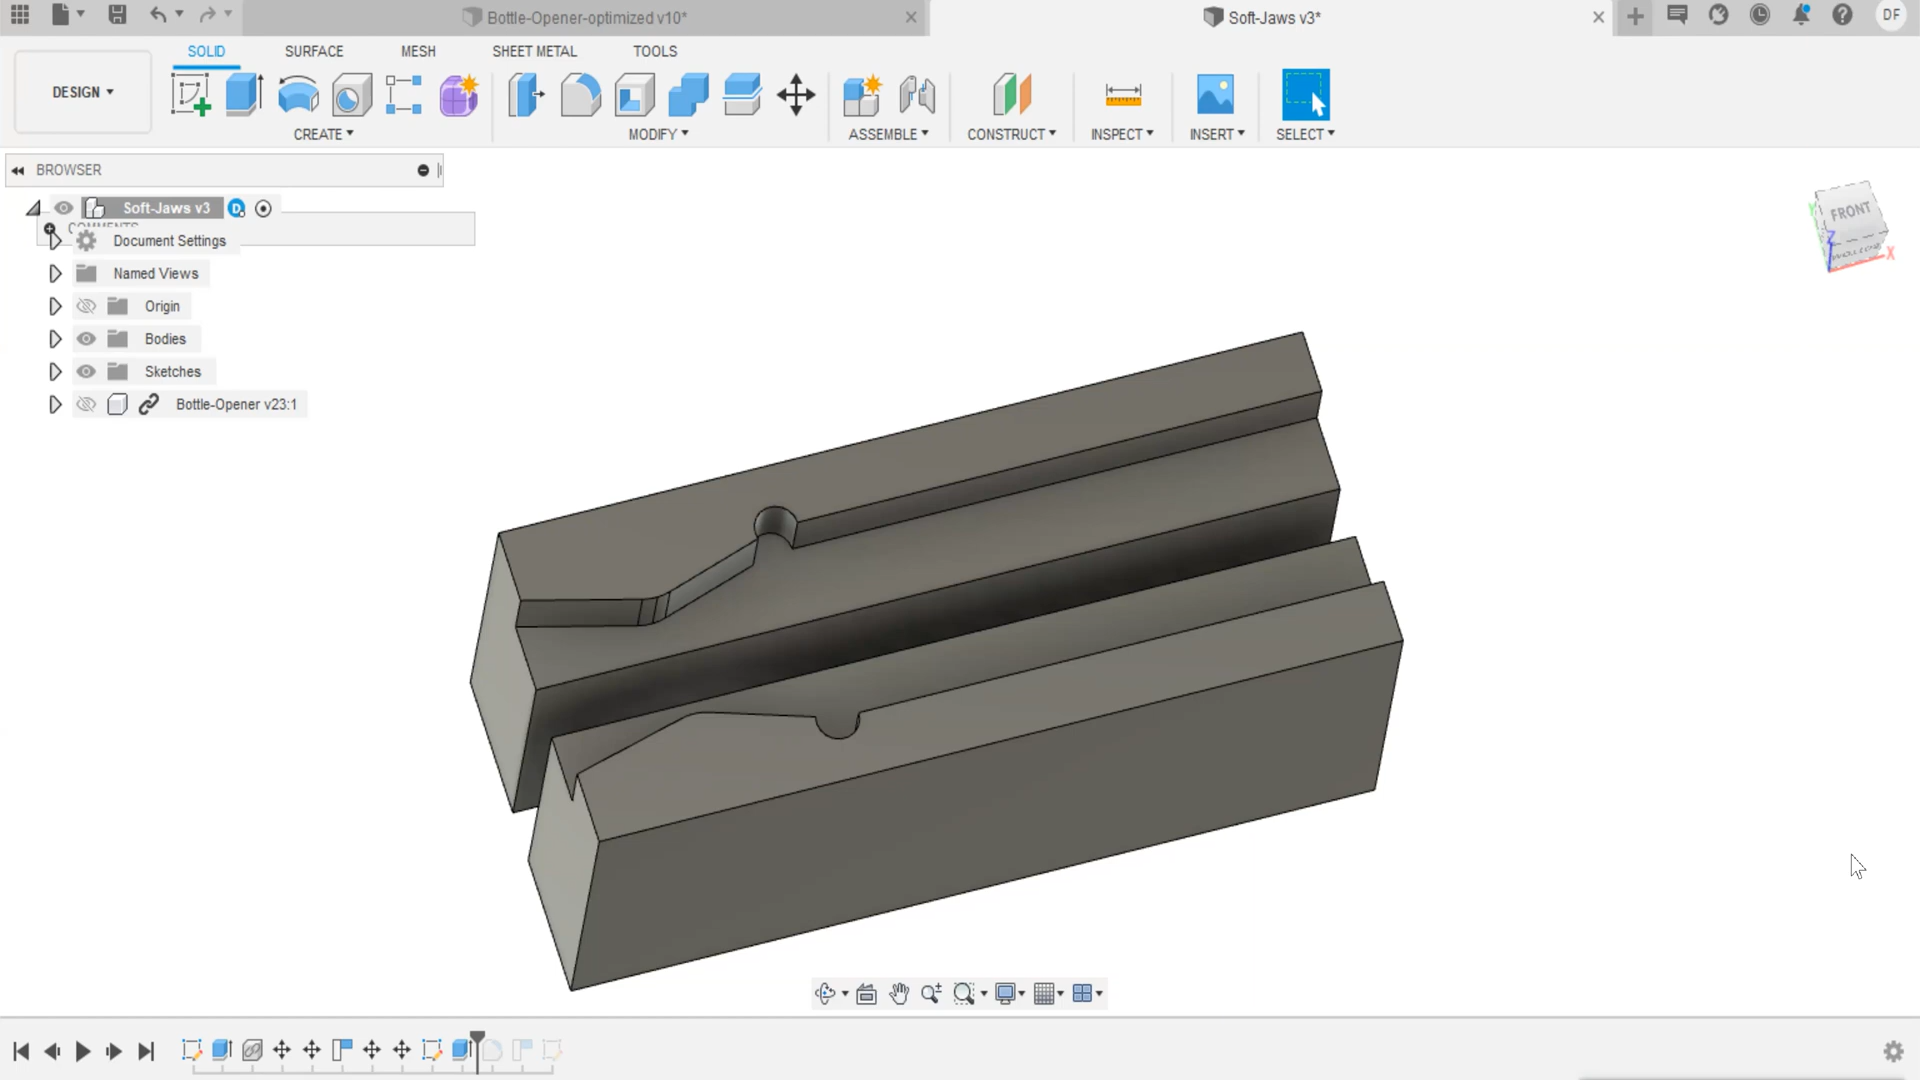 Bottle-Opener-optimized v10*
Soft-Jaws v3*
DF
SOLID
SURFACE
MESH
SHEET METAL
TOOLS
DESIGN
CREATE
MODIFY
ASSEMBLE
CONSTRUCT
INSPECT
INSERT
SELECT
BROWSER
FRONT
BOTTOM
Z
X
Soft-Jaws v3
COMMENTS
Document Settings
Named Views
Origin
Bodies
Sketches
Bottle-Opener v23:1